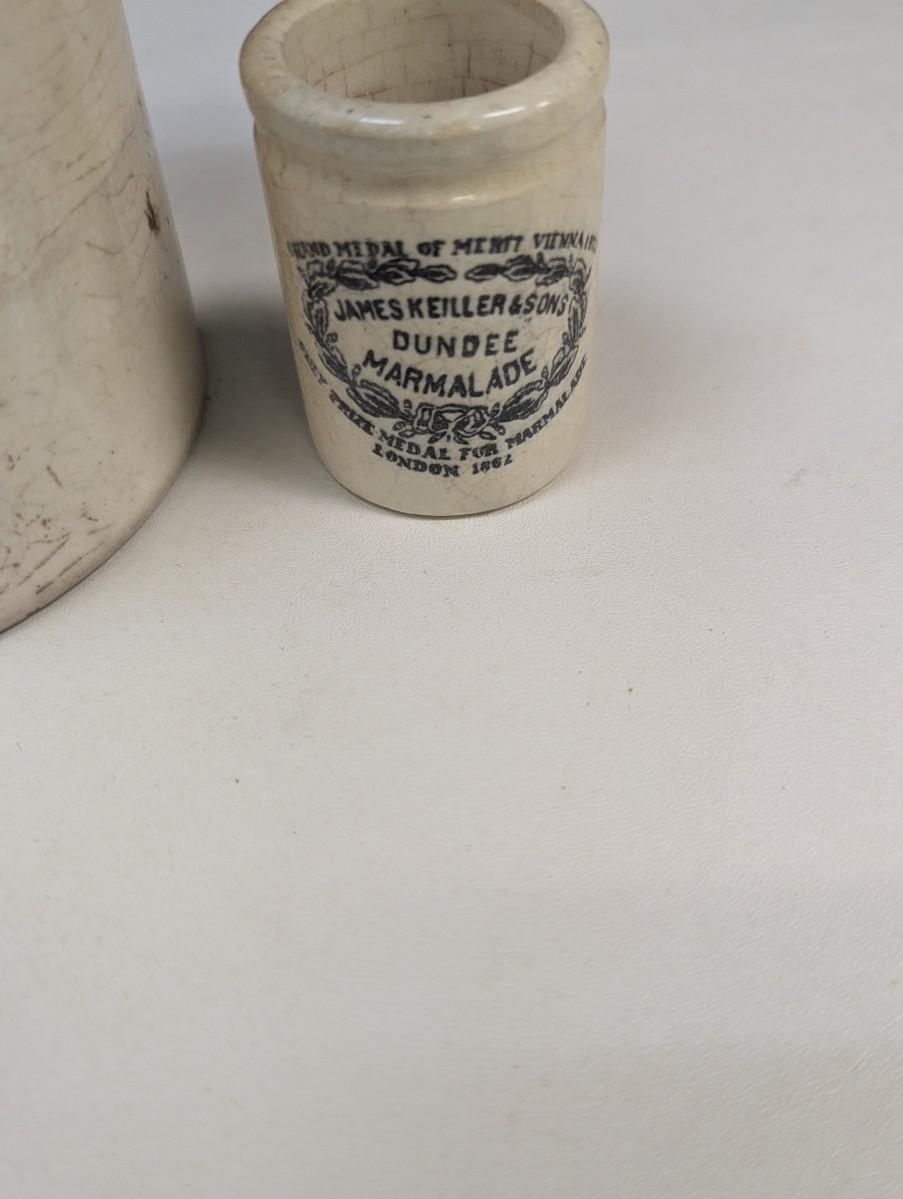 GRAND MEDAL OF MERIT VIENNA 1873
JAMES KEILLER & SONS
DUNDEE
MARMALADE
ONLY PRIZE MEDAL FOR MARMALADE
LONDON 1862